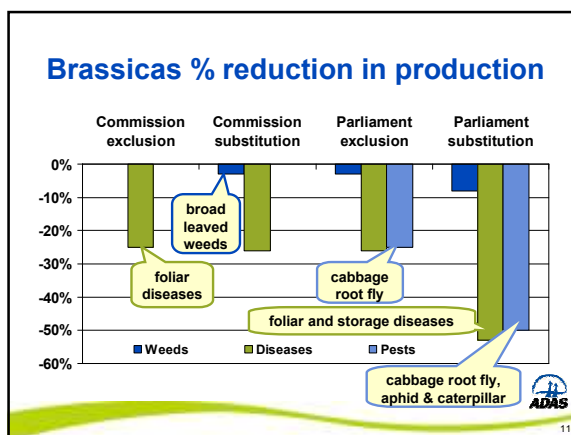 Brassicas % reduction in production
Commission exclusion
Commission substitution
Parliament exclusion
Parliament substitution
0%
-10%
-20%
-30%
-40%
-50%
-60%
broad
leaved
weeds
foliar
diseases
cabbage
root fly
foliar and storage diseases
Weeds
Diseases
Pests
cabbage root fly,
aphid & caterpillar
ADAS
11